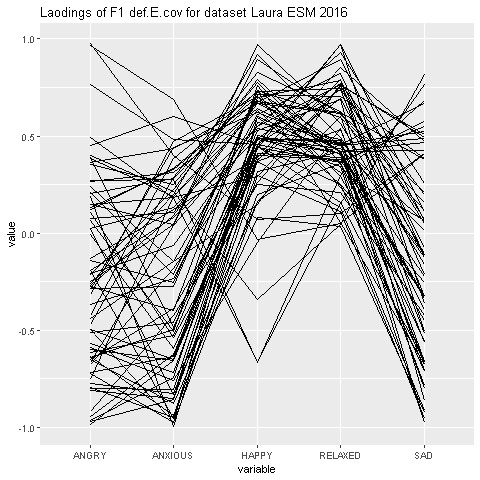 Laodings of F1 def.E.cov for dataset Laura ESM 2016
1.0
0.5
0.0
-0.5
-1.0
value
ANGRY ANXIOUS HAPPY RELAXED SAD
variable